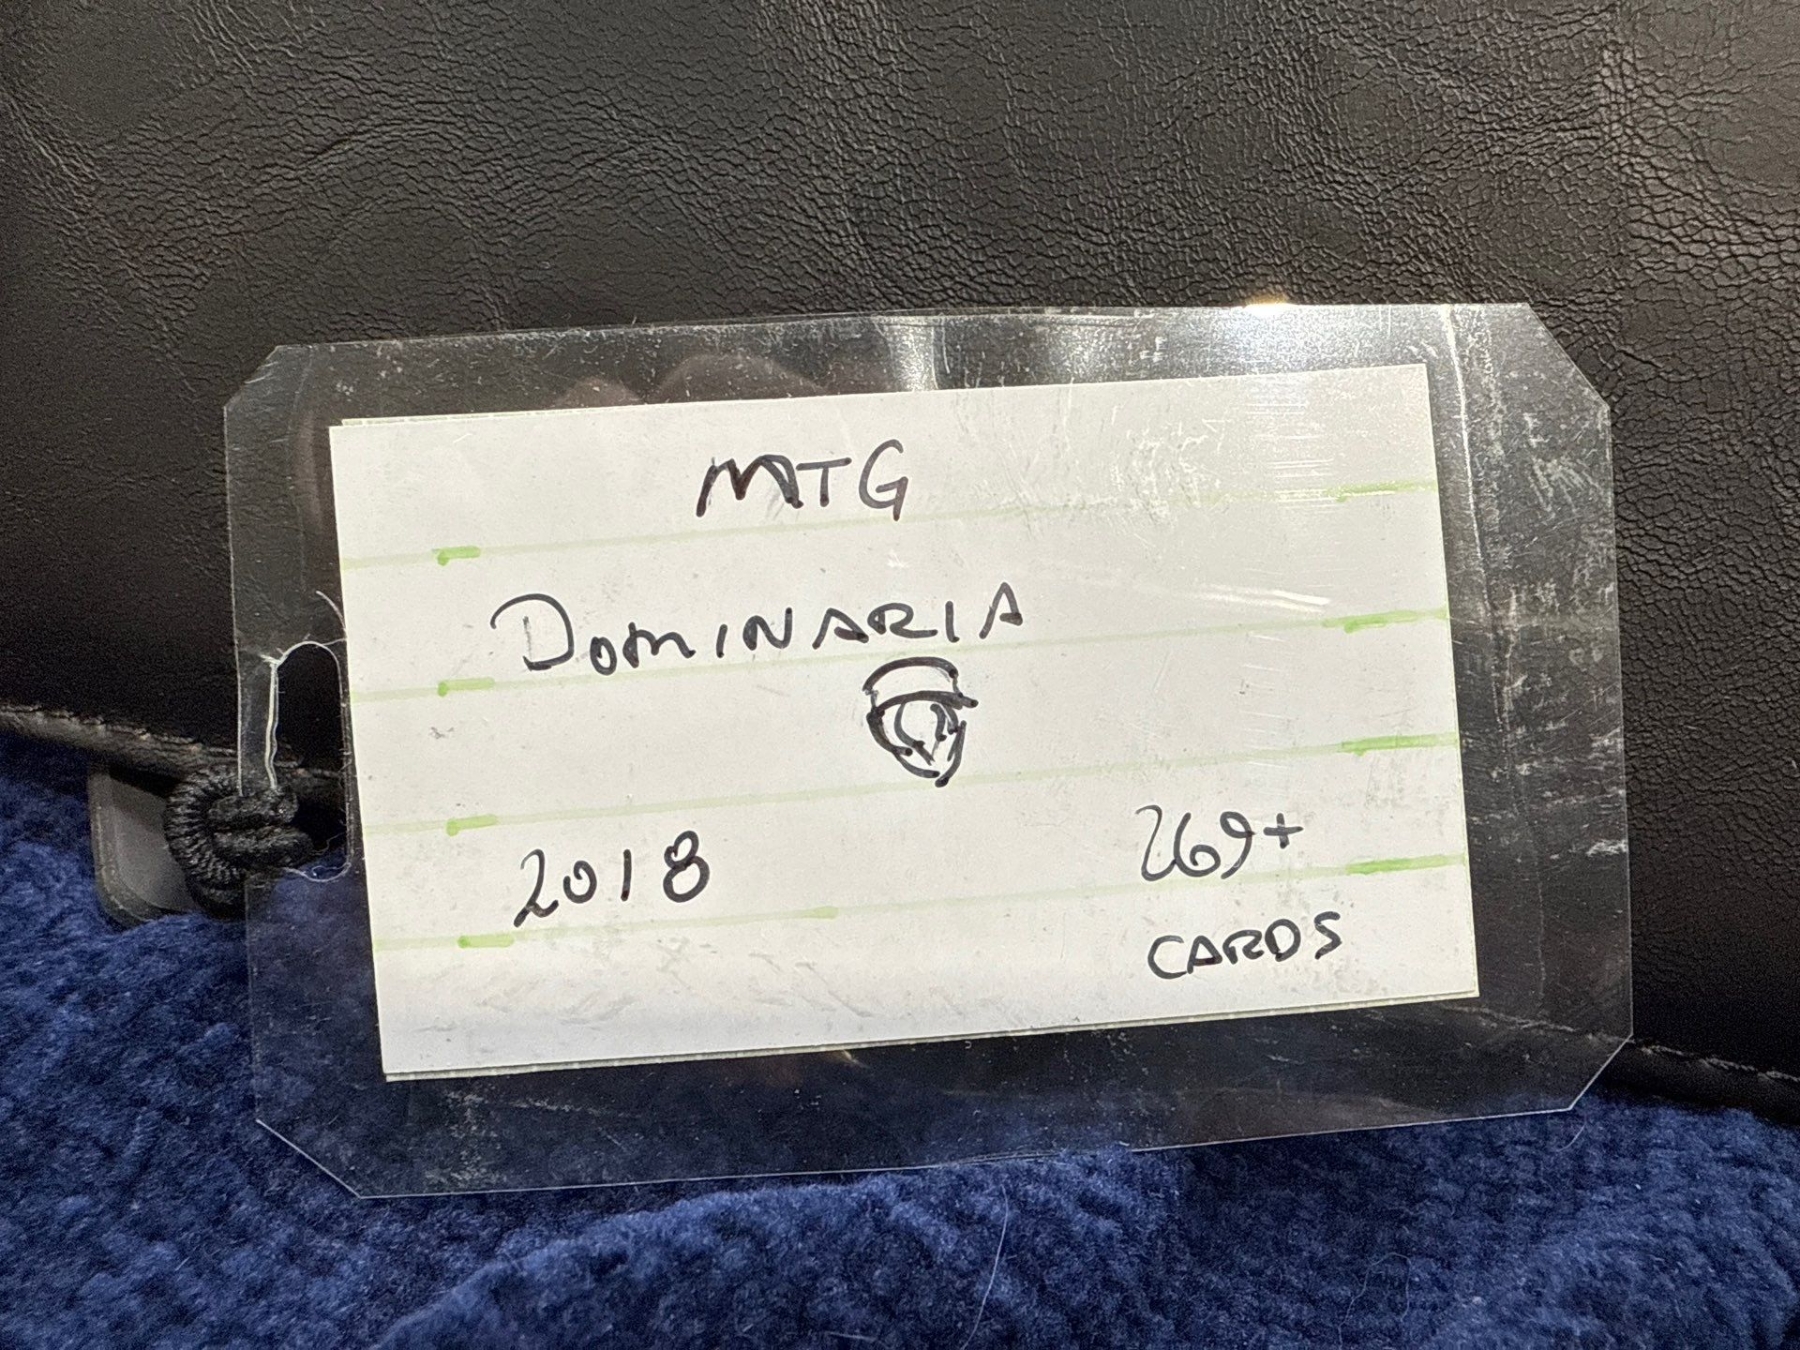 MTG
DOMINARIA
2018
269+
CARDS